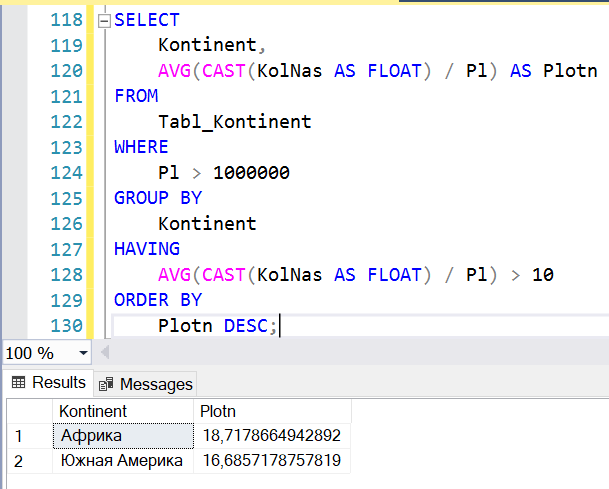 118 SELECT
119 Kontinent,
120 AVG(CAST(KolNas AS FLOAT) / Pl) AS Plotn
121 FROM
122 Tabl_Kontinent
123 WHERE
124 Pl > 1000000
125 GROUP BY
126 Kontinent
127 HAVING
128 AVG(CAST(KolNas AS FLOAT) / Pl) > 10
129 ORDER BY
130 Plotn DESC;
100 %
Results Messages
Kontinent Plotn
1 Африка 18,7178664942892
2 Южная Америка 16,6857178757819